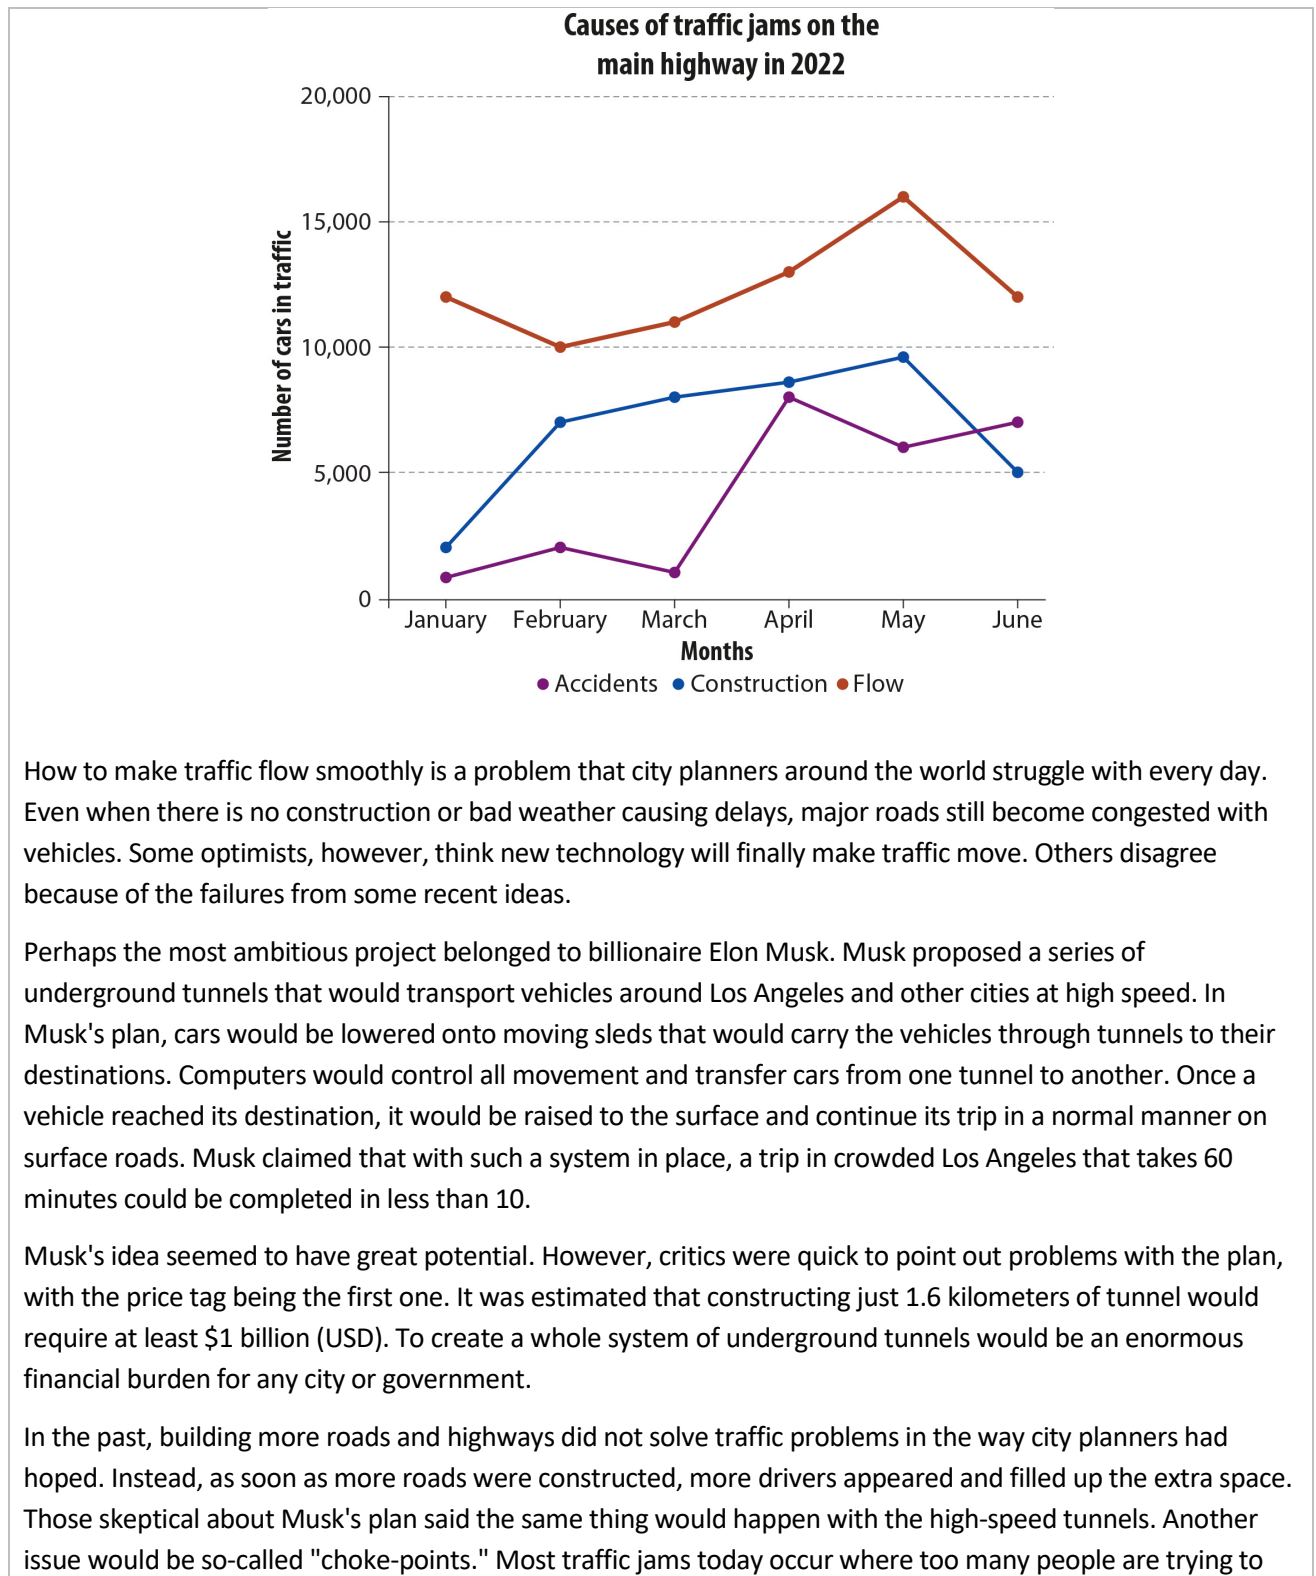 Causes of traffic jams on the
main highway in 2022
20,000
15,000
10,000
5,000
0
Number of cars in traffic
January February March April May June
Months
Accidents Construction Flow
How to make traffic flow smoothly is a problem that city planners around the world struggle with every day.
Even when there is no construction or bad weather causing delays, major roads still become congested with
vehicles. Some optimists, however, think new technology will finally make traffic move. Others disagree
because of the failures from some recent ideas.
Perhaps the most ambitious project belonged to billionaire Elon Musk. Musk proposed a series of
underground tunnels that would transport vehicles around Los Angeles and other cities at high speed. In
Musk's plan, cars would be lowered onto moving sleds that would carry the vehicles through tunnels to their
destinations. Computers would control all movement and transfer cars from one tunnel to another. Once a
vehicle reached its destination, it would be raised to the surface and continue its trip in a normal manner on
surface roads. Musk claimed that with such a system in place, a trip in crowded Los Angeles that takes 60
minutes could be completed in less than 10.
Musk's idea seemed to have great potential. However, critics were quick to point out problems with the plan,
with the price tag being the first one. It was estimated that constructing just 1.6 kilometers of tunnel would
require at least $1 billion (USD). To create a whole system of underground tunnels would be an enormous
financial burden for any city or government.
In the past, building more roads and highways did not solve traffic problems in the way city planners had
hoped. Instead, as soon as more roads were constructed, more drivers appeared and filled up the extra space.
Those skeptical about Musk's plan said the same thing would happen with the high-speed tunnels. Another
issue would be so-called "choke-points." Most traffic jams today occur where too many people are trying to